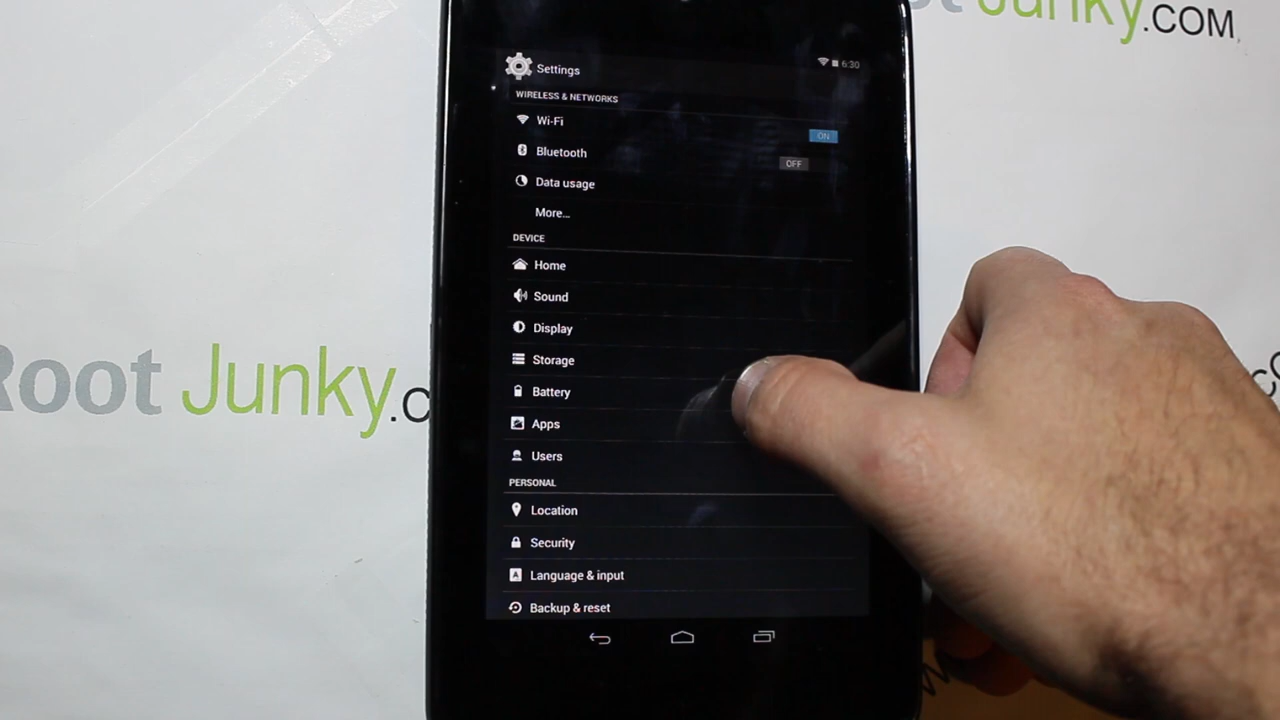 Root Junky.COM
Settings
6:30
WIRELESS & NETWORKS
Wi-Fi
ON
Bluetooth
OFF
Data usage
More...
DEVICE
Home
Sound
Display
Storage
Battery
Apps
Users
PERSONAL
Location
Security
Language & input
Backup & reset
Root Junky.c